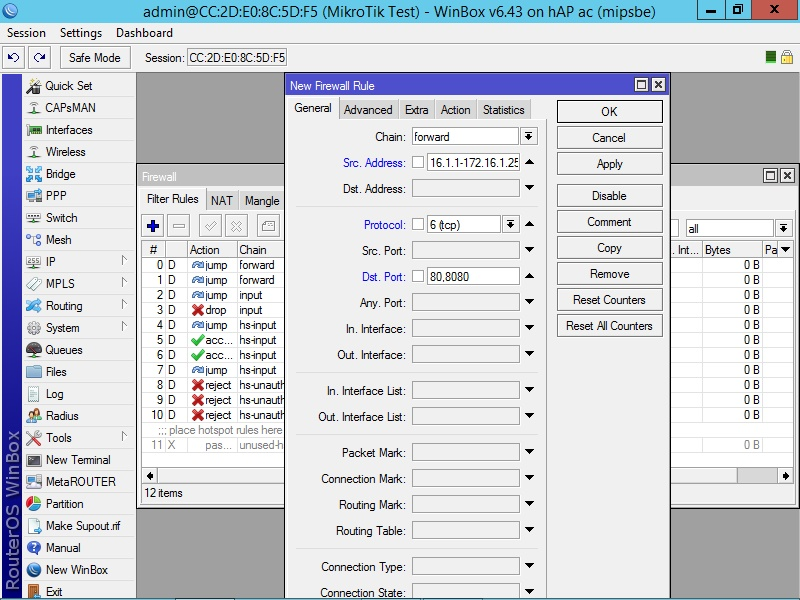 admin@CC:2D:E0:8C:5D:F5 (MikroTik Test) - WinBox v6.43 on hAP ac (mipsbe)
Session Settings Dashboard
Safe Mode Session: CC:2D:E0:8C:5D:F5
RouterOS WinBox
Quick Set
CAPsMAN
Interfaces
Wireless
Bridge
PPP
Switch
Mesh
IP
MPLS
Routing
System
Queues
Files
Log
Radius
Tools
New Terminal
MetaROUTER
Partition
Make Supout.rif
Manual
New WinBox
Exit
Firewall
Filter Rules NAT Mangle
all
# Action Chain Int... Bytes Pa
0 D jump forward 0 B
1 D jump forward 0 B
2 D jump input 0 B
3 D drop input 0 B
4 D jump hs-input 0 B
5 D acc... hs-input 0 B
6 D acc... hs-input 0 B
7 D jump hs-input 0 B
8 D reject hs-unauth 0 B
9 D reject hs-unauth 0 B
10 D reject hs-unauth 0 B
;;; place hotspot rules here
11 X pas... unused-h 0 B
12 items
New Firewall Rule
General Advanced Extra Action Statistics
Chain: forward
Src. Address: 16.1.1-172.16.1.25
Dst. Address:
Protocol: 6 (tcp)
Src. Port:
Dst. Port: 80,8080
Any. Port:
In. Interface:
Out. Interface:
In. Interface List:
Out. Interface List:
Packet Mark:
Connection Mark:
Routing Mark:
Routing Table:
Connection Type:
Connection State:
OK
Cancel
Apply
Disable
Comment
Copy
Remove
Reset Counters
Reset All Counters